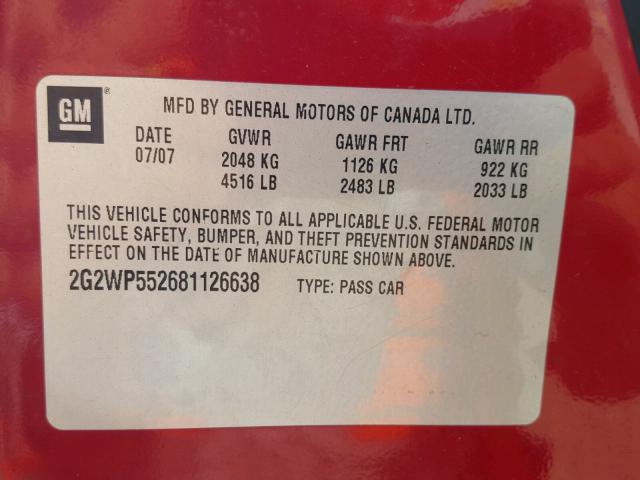 GM ®
MFD BY GENERAL MOTORS OF CANADA LTD.
DATE GVWR GAWR FRT GAWR RR
07/07 2048 KG 1126 KG 922 KG
4516 LB 2483 LB 2033 LB
THIS VEHICLE CONFORMS TO ALL APPLICABLE U.S. FEDERAL MOTOR
VEHICLE SAFETY, BUMPER, AND THEFT PREVENTION STANDARDS IN
EFFECT ON THE DATE OF MANUFACTURE SHOWN ABOVE.
2G2WP552681126638 TYPE: PASS CAR